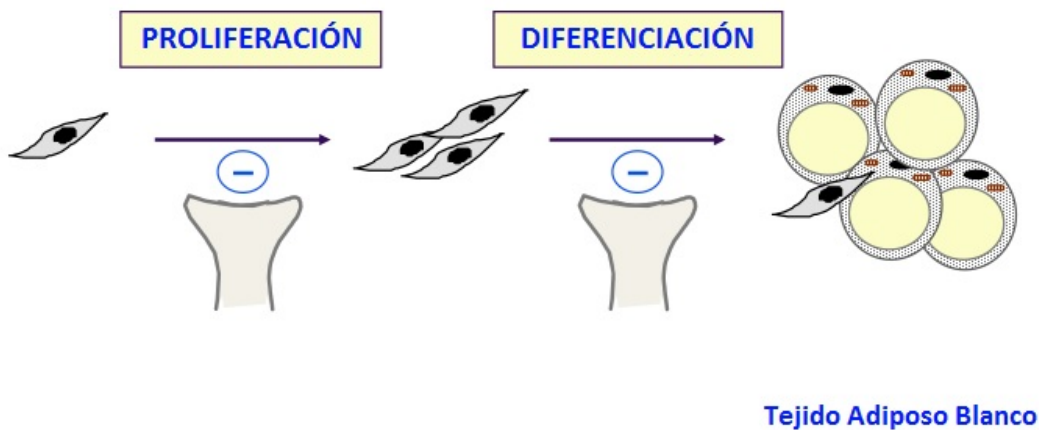 PROLIFERACIÓN
DIFERENCIACIÓN
−
−
Tejido Adiposo Blanco